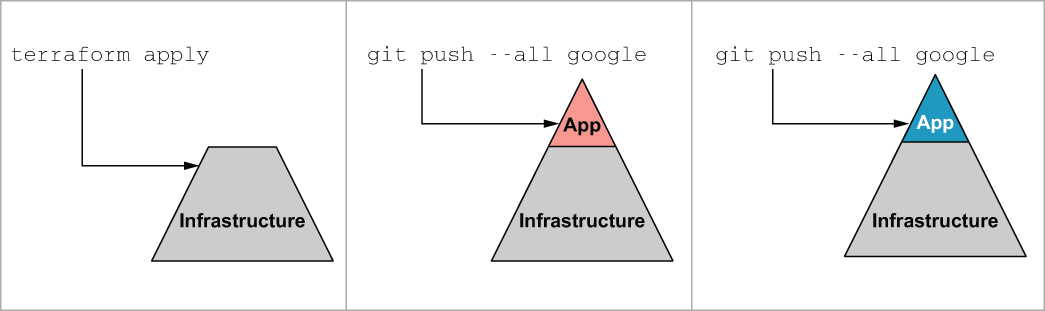 terraform apply
Infrastructure
git push --all google
App
Infrastructure
git push --all google
App
Infrastructure